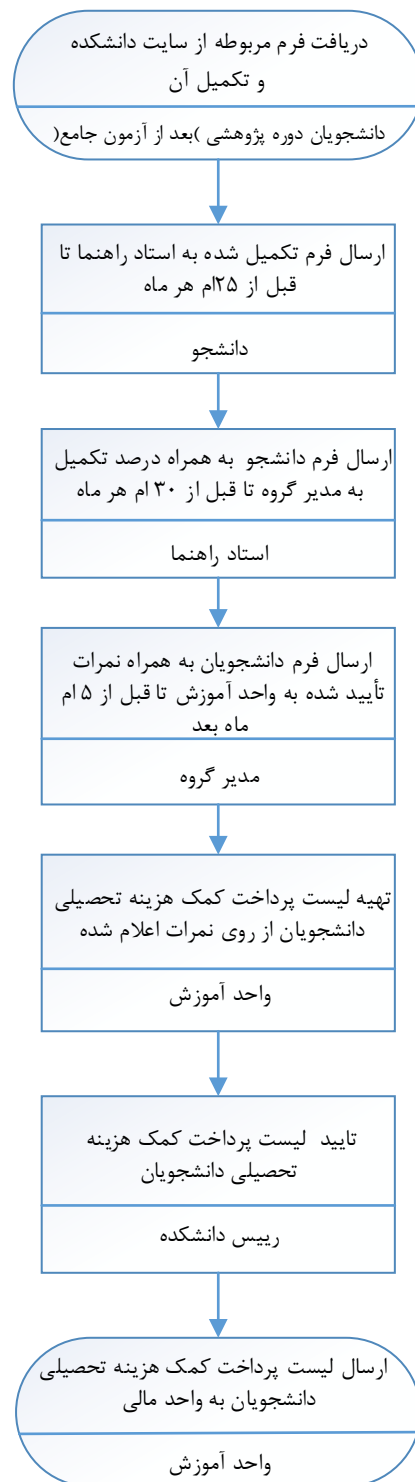 دریافت فرم مربوطه از سایت دانشکده
و تکمیل آن
دانشجویان دوره پژوهشی )بعد از آزمون جامع(
ارسال فرم تکمیل شده به استاد راهنما تا
قبل از ۲۵ام هر ماه
دانشجو
ارسال فرم دانشجو به همراه درصد تکمیل
به مدیر گروه تا قبل از ۳۰ ام هر ماه
استاد راهنما
ارسال فرم دانشجویان به همراه نمرات
تأیید شده به واحد آموزش تا قبل از ۵ ام
ماه بعد
مدیر گروه
تهیه لیست پرداخت کمک هزینه تحصیلی
دانشجویان از روی نمرات اعلام شده
واحد آموزش
تایید لیست پرداخت کمک هزینه
تحصیلی دانشجویان
رییس دانشکده
ارسال لیست پرداخت کمک هزینه تحصیلی
دانشجویان به واحد مالی
واحد آموزش